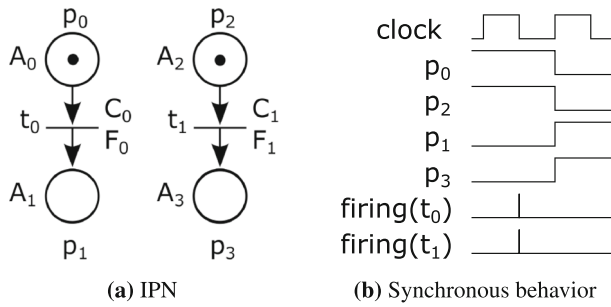 p₀ p₂
A₀ A₂
C₀ C₁
t₀ t₁
F₀ F₁
A₁ A₃
p₁ p₃
(a) IPN
clock
p₀
p₂
p₁
p₃
firing(t₀)
firing(t₁)
(b) Synchronous behavior